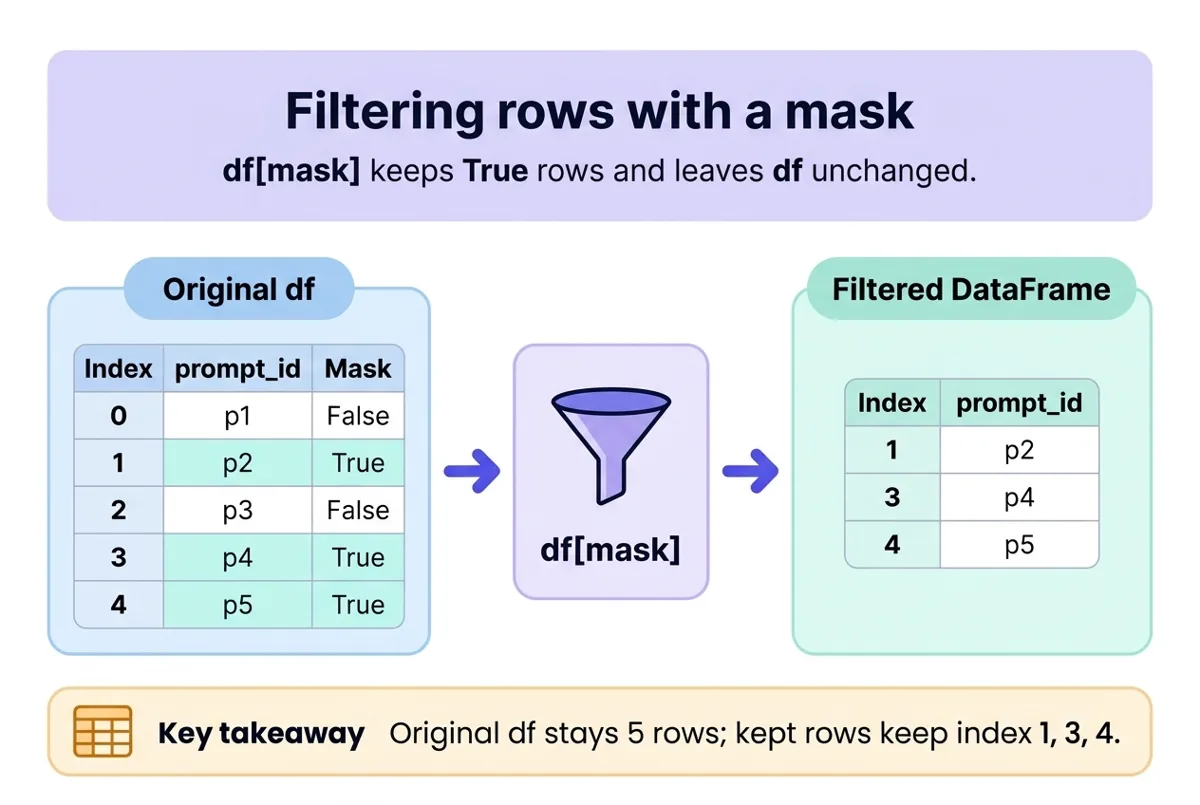 Filtering rows with a mask
df[mask] keeps True rows and leaves df unchanged.
Original df
Index prompt_id Mask
0 p1 False
1 p2 True
2 p3 False
3 p4 True
4 p5 True
df[mask]
Filtered DataFrame
Index prompt_id
1 p2
3 p4
4 p5
Key takeaway Original df stays 5 rows; kept rows keep index 1, 3, 4.